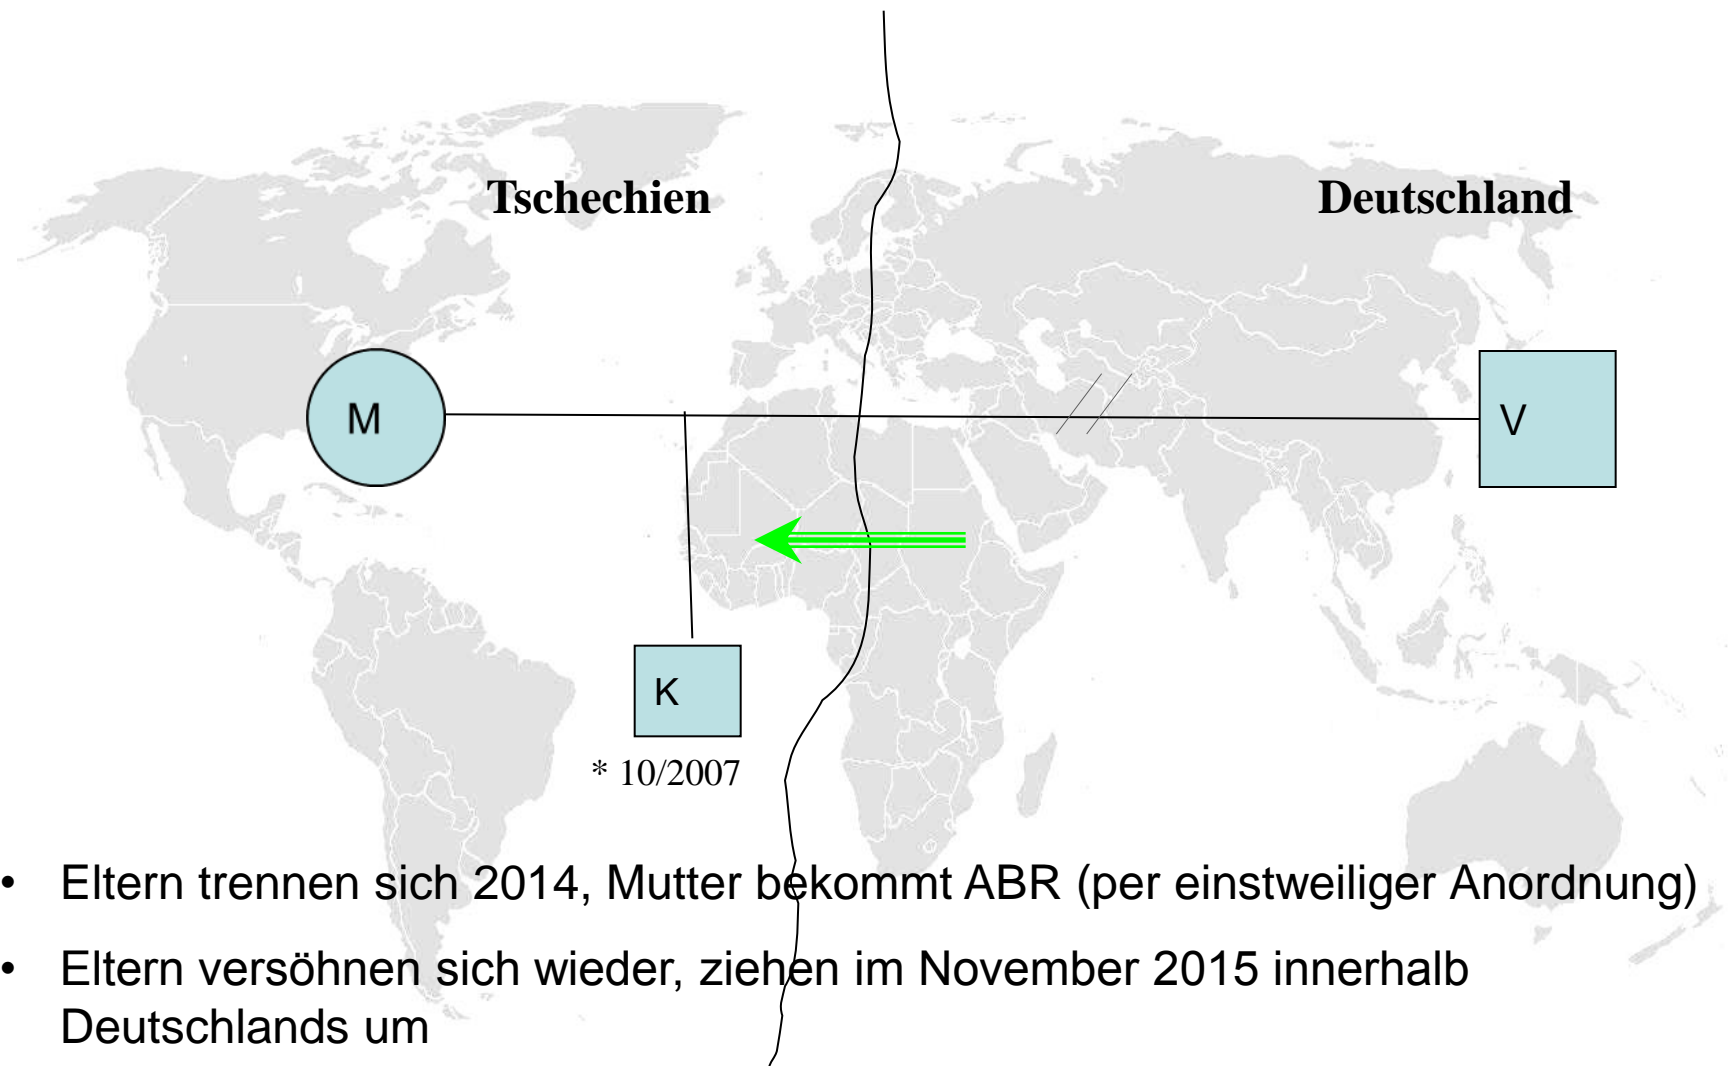 Tschechien
Deutschland
M
V
K
* 10/2007
• Eltern trennen sich 2014, Mutter bekommt ABR (per einstweiliger Anordnung)
• Eltern versöhnen sich wieder, ziehen im November 2015 innerhalb
Deutschlands um